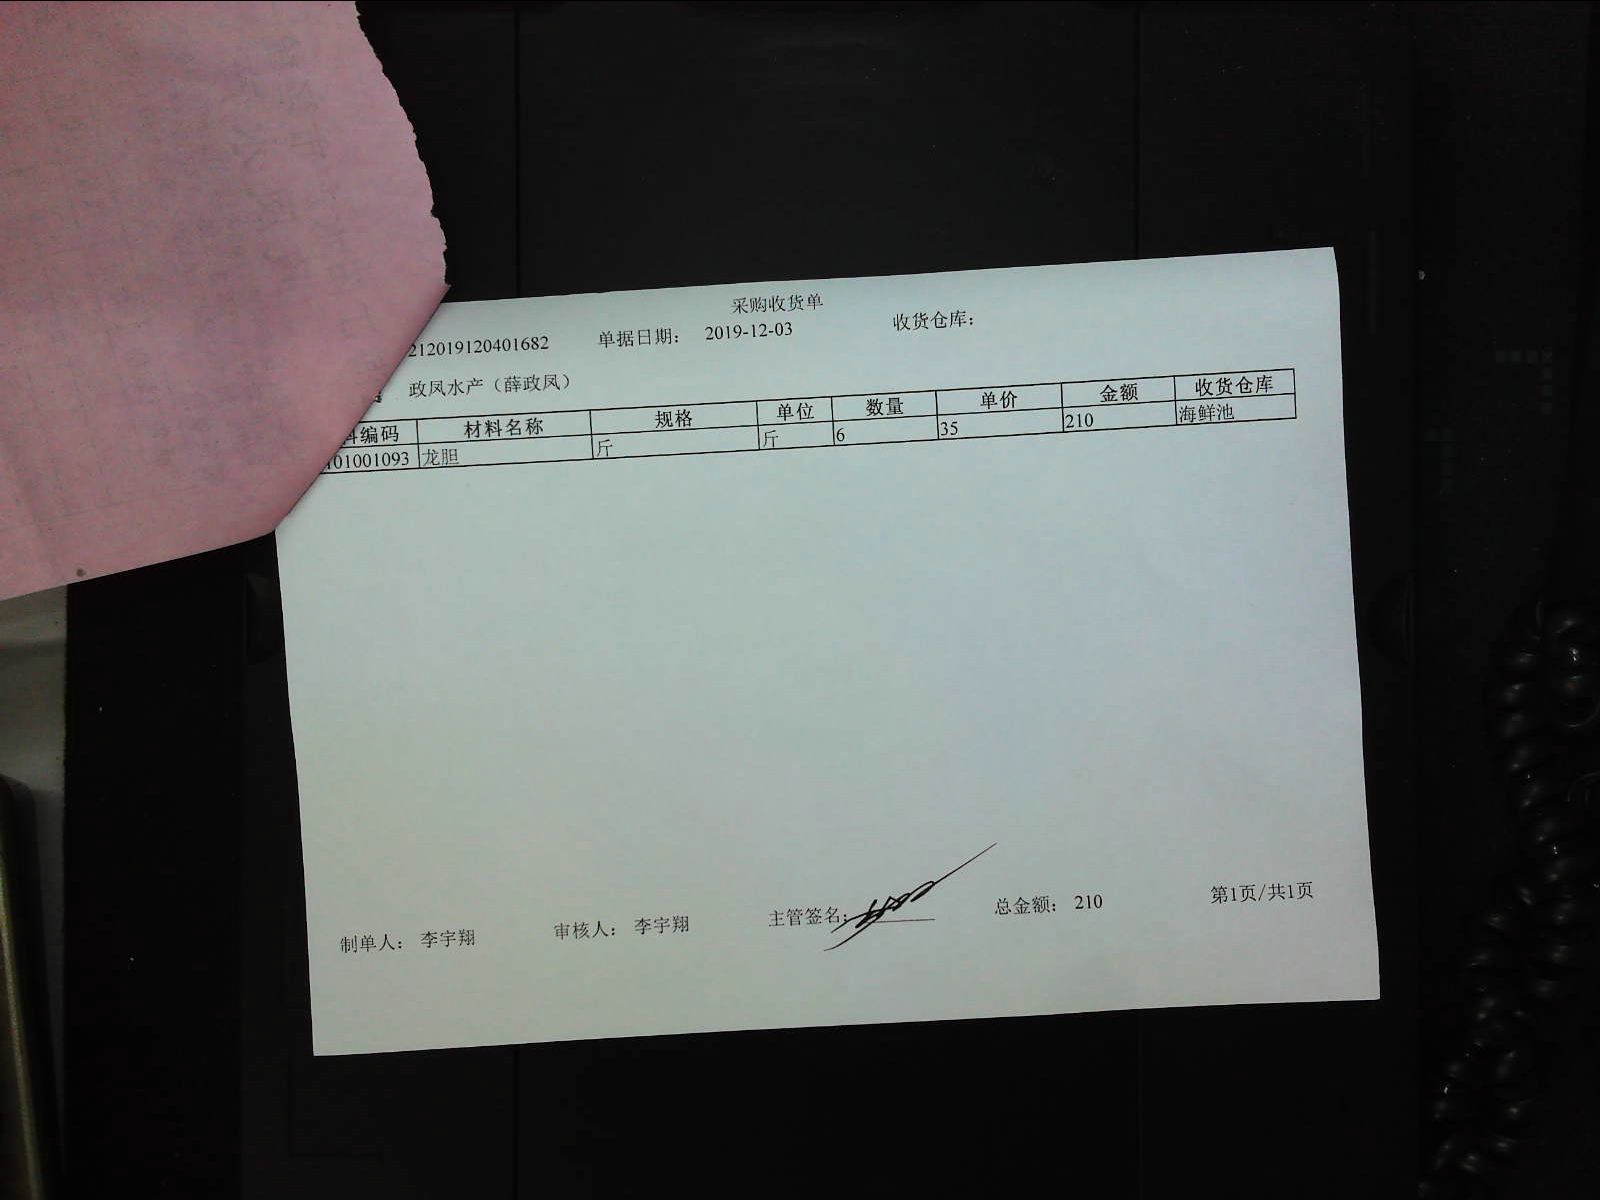 采购收货单
212019120401682 单据日期： 2019-12-03 收货仓库：
政凤水产（薛政凤）
料编码 材料名称 规格 单位 数量 单价 金额 收货仓库
01001093 龙胆 斤 斤 6 35 210 海鲜池
制单人： 李宇翔 审核人： 李宇翔 主管签名： 总金额： 210 第1页/共1页